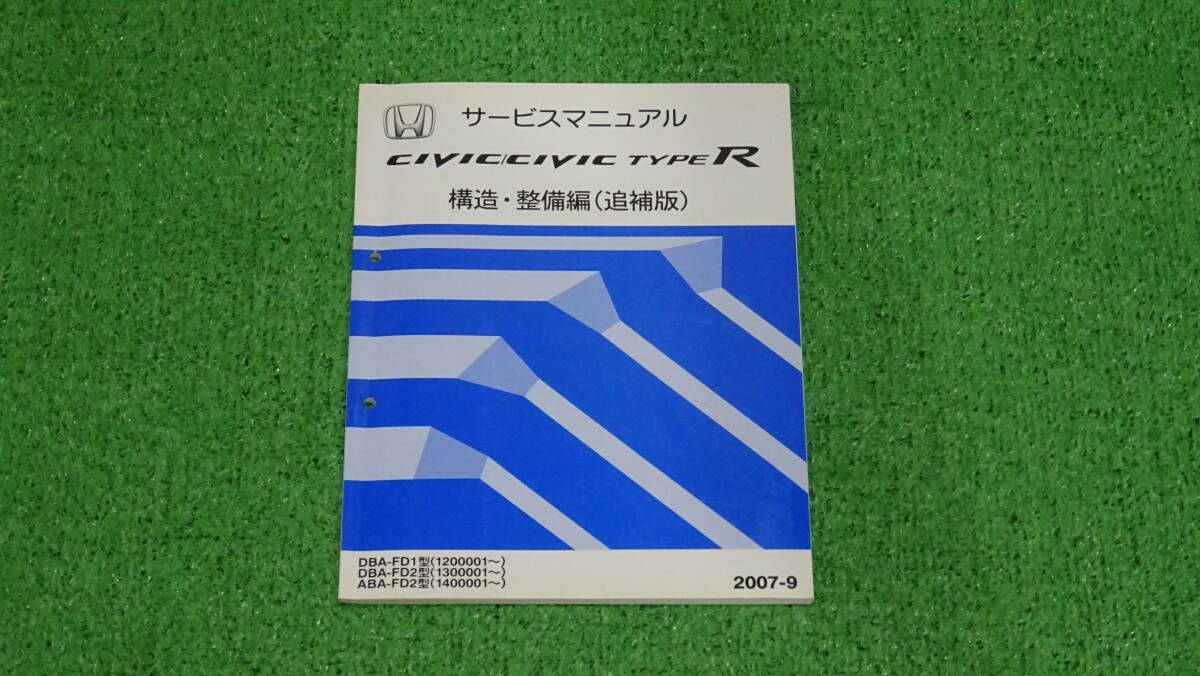 サービスマニュアル
CIVIC/CIVIC TYPE R
構造・整備編(追補版)
DBA-FD1型(1200001～)
DBA-FD2型(1300001～)
ABA-FD2型(1400001～)
2007-9